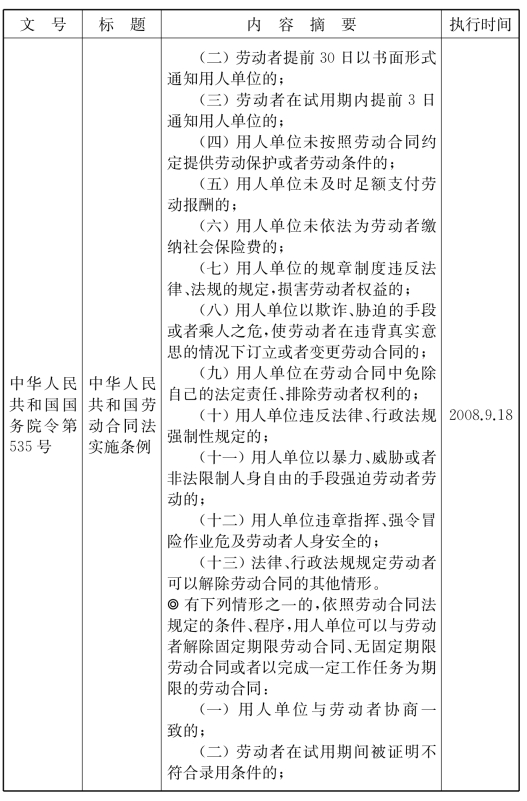 文　号
标　题
内　容　摘　要
执行时间
中华人民
共和国国
务院令第
535 号
中华人民
共和国劳
动合同法
实施条例
（二）劳动者提前 30 日以书面形式
通知用人单位的；
（三）劳动者在试用期内提前 3 日
通知用人单位的；
（四）用人单位未按照劳动合同约
定提供劳动保护或者劳动条件的；
（五）用人单位未及时足额支付劳
动报酬的；
（六）用人单位未依法为劳动者缴
纳社会保险费的；
（七）用人单位的规章制度违反法
律、法规的规定，损害劳动者权益的；
（八）用人单位以欺诈、胁迫的手段
或者乘人之危，使劳动者在违背真实意
思的情况下订立或者变更劳动合同的；
（九）用人单位在劳动合同中免除
自己的法定责任、排除劳动者权利的；
（十）用人单位违反法律、行政法规
强制性规定的；
（十一）用人单位以暴力、威胁或者
非法限制人身自由的手段强迫劳动者劳
动的；
（十二）用人单位违章指挥、强令冒
险作业危及劳动者人身安全的；
（十三）法律、行政法规规定劳动者
可以解除劳动合同的其他情形。
◎ 有下列情形之一的，依照劳动合同法
规定的条件、程序，用人单位可以与劳动
者解除固定期限劳动合同、无固定期限
劳动合同或者以完成一定工作任务为期
限的劳动合同：
（一）用人单位与劳动者协商一
致的；
（二）劳动者在试用期间被证明不
符合录用条件的；
2008.9.18